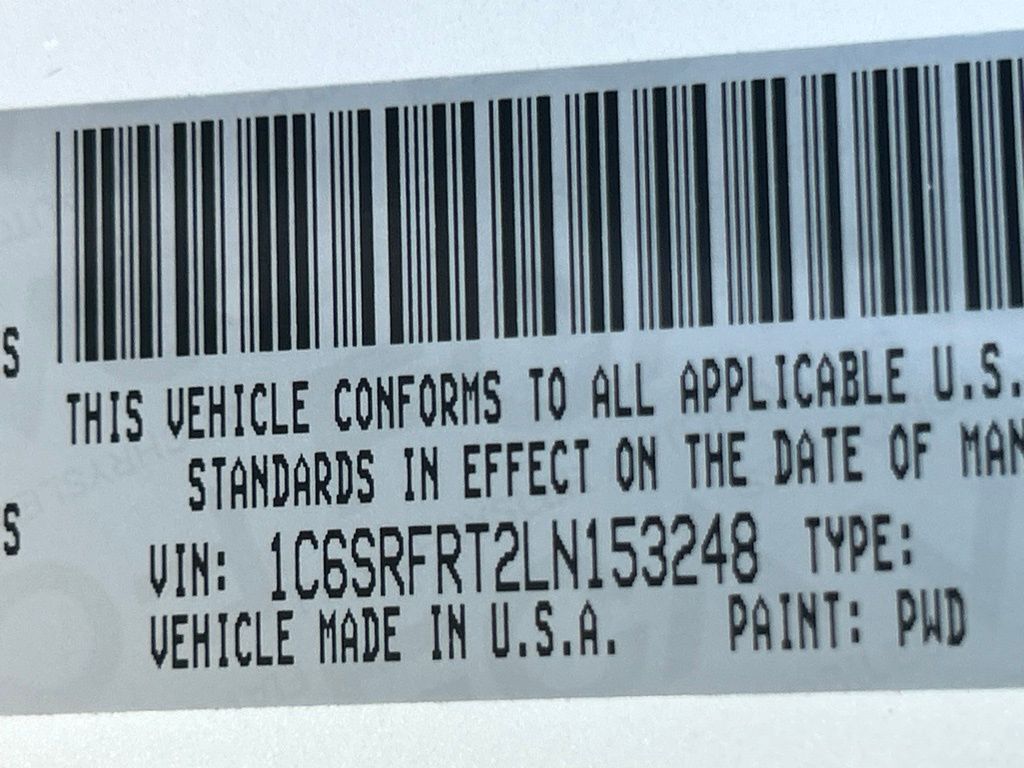 S
THIS VEHICLE CONFORMS TO ALL APPLICABLE U.S.
STANDARDS IN EFFECT ON THE DATE OF MAN
S
VIN: 1C6SRFRT2LN153248 TYPE:
VEHICLE MADE IN U.S.A. PAINT: PWD